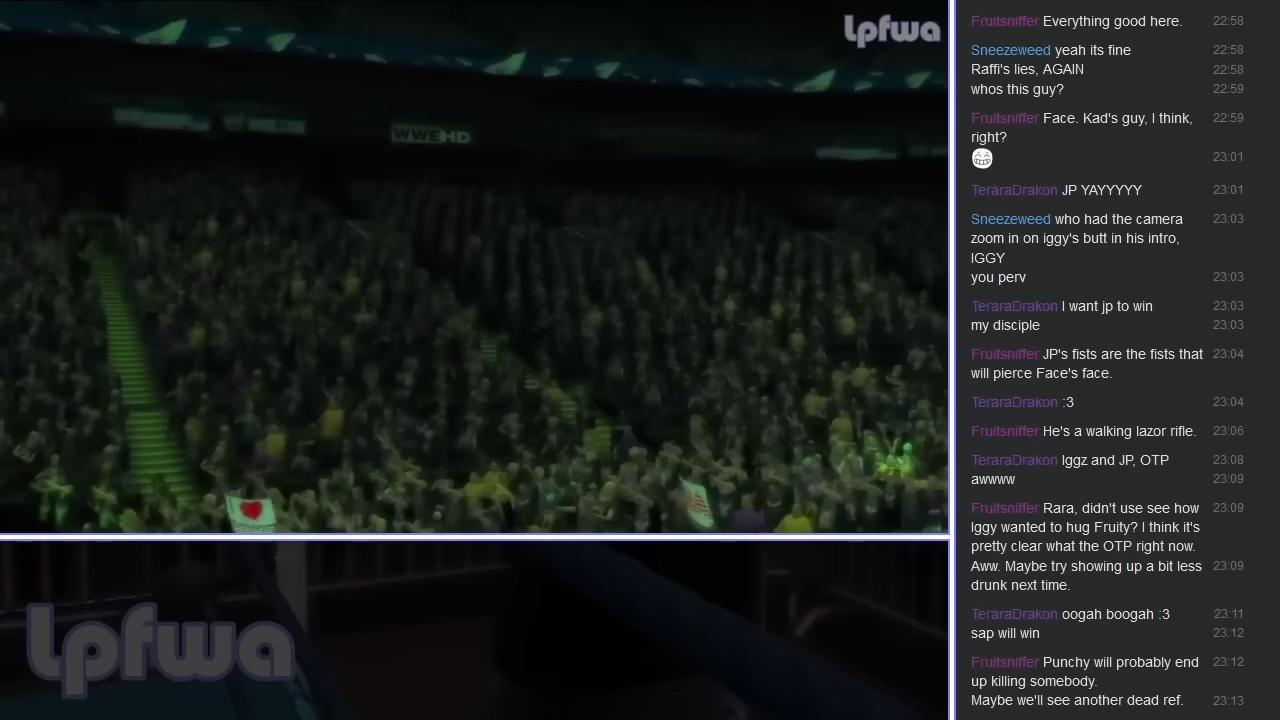 lpfwa
WWEHD
lpfwa
Fruitsniffer Everything good here. 22:58
Sneezeweed yeah its fine 22:58
Raffi's lies, AGAIN 22:58
whos this guy? 22:59
Fruitsniffer Face. Kad's guy, I think, 22:59
right?
23:01
TeraraDrakon JP YAYYYYY 23:01
Sneezeweed who had the camera 23:03
zoom in on iggy's butt in his intro,
IGGY
you perv 23:03
TeraraDrakon I want jp to win 23:03
my disciple 23:03
Fruitsniffer JP's fists are the fists that 23:04
will pierce Face's face.
TeraraDrakon :3 23:04
Fruitsniffer He's a walking lazor rifle. 23:06
TeraraDrakon Iggz and JP, OTP 23:08
awwww 23:09
Fruitsniffer Rara, didn't use see how 23:09
Iggy wanted to hug Fruity? I think it's
pretty clear what the OTP right now.
Aww. Maybe try showing up a bit less 23:09
drunk next time.
TeraraDrakon oogah boogah :3 23:11
sap will win 23:12
Fruitsniffer Punchy will probably end 23:12
up killing somebody.
Maybe we'll see another dead ref. 23:13